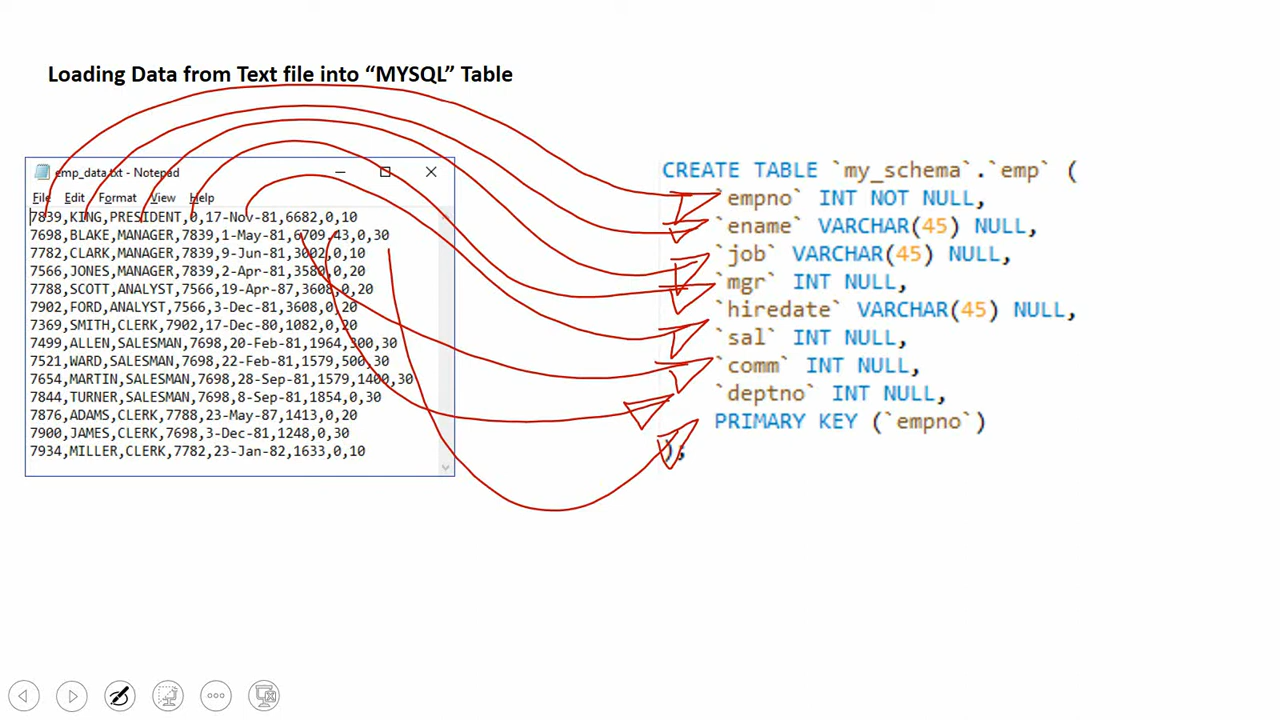 Loading Data from Text file into “MYSQL” Table
emp_data.txt - Notepad
File Edit Format View Help
7839,KING,PRESIDENT,0,17-Nov-81,6682,0,10
7698,BLAKE,MANAGER,7839,1-May-81,6709.43,0,30
7782,CLARK,MANAGER,7839,9-Jun-81,3002,0,10
7566,JONES,MANAGER,7839,2-Apr-81,3580,0,20
7788,SCOTT,ANALYST,7566,19-Apr-87,3608,0,20
7902,FORD,ANALYST,7566,3-Dec-81,3608,0,20
7369,SMITH,CLERK,7902,17-Dec-80,1082,0,20
7499,ALLEN,SALESMAN,7698,20-Feb-81,1964,300,30
7521,WARD,SALESMAN,7698,22-Feb-81,1579,500,30
7654,MARTIN,SALESMAN,7698,28-Sep-81,1579,1400,30
7844,TURNER,SALESMAN,7698,8-Sep-81,1854,0,30
7876,ADAMS,CLERK,7788,23-May-87,1413,0,20
7900,JAMES,CLERK,7698,3-Dec-81,1248,0,30
7934,MILLER,CLERK,7782,23-Jan-82,1633,0,10
CREATE TABLE `my_schema`.`emp` (
`empno` INT NOT NULL,
`ename` VARCHAR(45) NULL,
`job` VARCHAR(45) NULL,
`mgr` INT NULL,
`hiredate` VARCHAR(45) NULL,
`sal` INT NULL,
`comm` INT NULL,
`deptno` INT NULL,
PRIMARY KEY (`empno`)
);